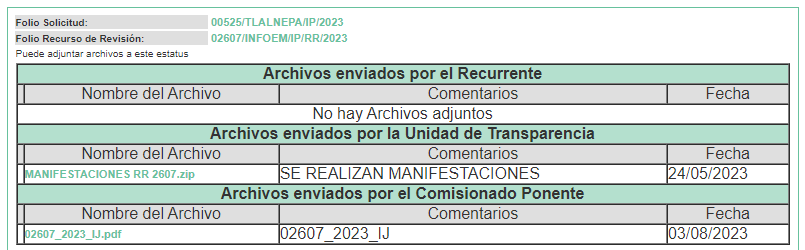 Folio Solicitud: 00525/TLALNEPA/IP/2023
Folio Recurso de Revisión: 02607/INFOEM/IP/RR/2023
Puede adjuntar archivos a este estatus
Archivos enviados por el Recurrente
Nombre del Archivo Comentarios Fecha
No hay Archivos adjuntos
Archivos enviados por la Unidad de Transparencia
Nombre del Archivo Comentarios Fecha
MANIFESTACIONES RR 2607.zip SE REALIZAN MANIFESTACIONES 24/05/2023
Archivos enviados por el Comisionado Ponente
Nombre del Archivo Comentarios Fecha
02607_2023_IJ.pdf 02607_2023_IJ 03/08/2023